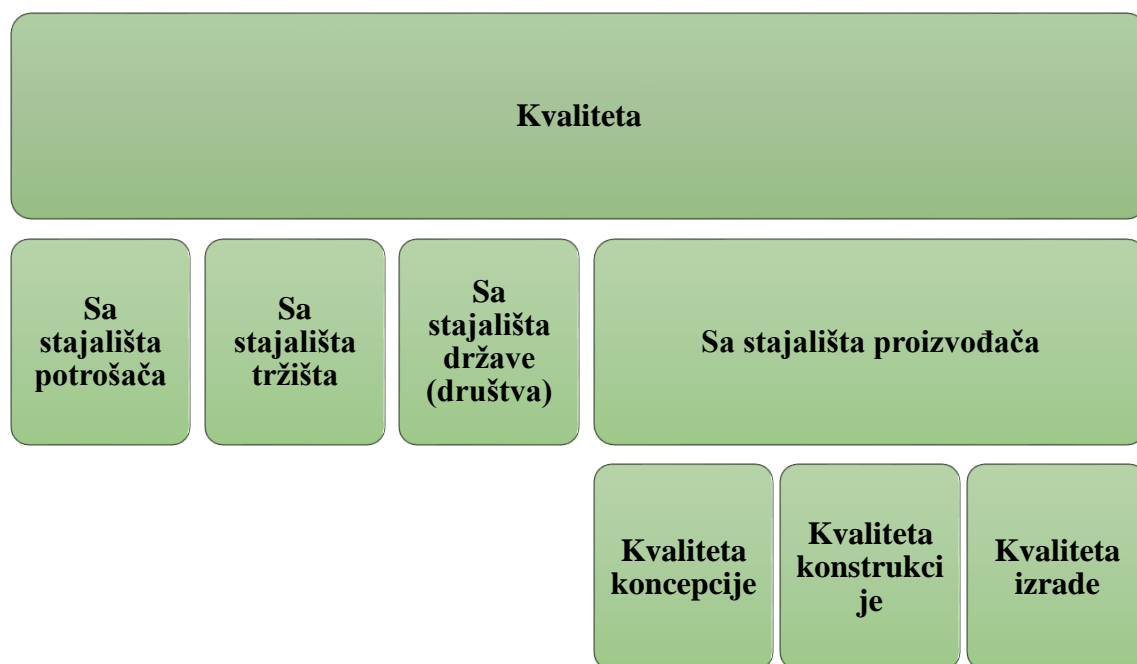 Kvaliteta
Sa
stajališta
potrošača
Sa
stajališta
tržišta
Sa
stajališta
države
(društva)
Sa stajališta proizvođača
Kvaliteta
koncepcije
Kvaliteta
konstrukci
je
Kvaliteta
izrade